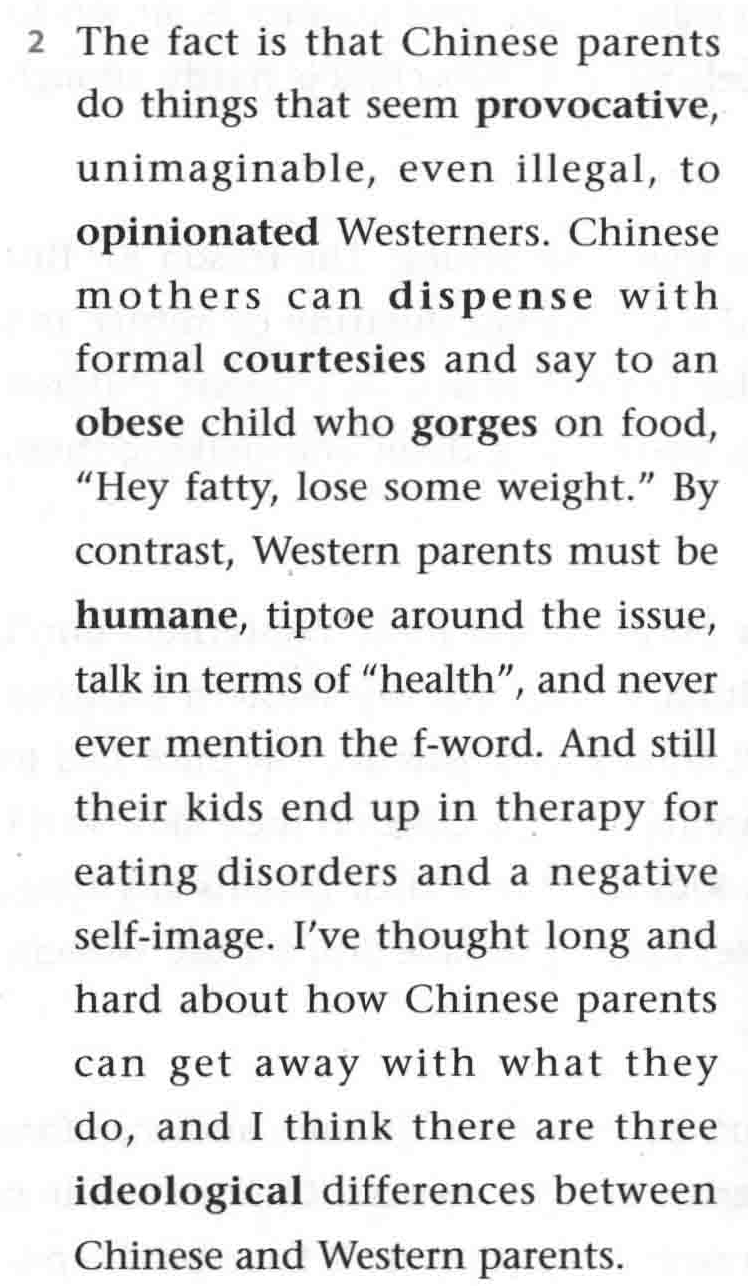 2 The fact is that Chinese parents
do things that seem provocative,
unimaginable, even illegal, to
opinionated Westerners. Chinese
mothers can dispense with
formal courtesies and say to an
obese child who gorges on food,
“Hey fatty, lose some weight.” By
contrast, Western parents must be
humane, tiptoe around the issue,
talk in terms of “health”, and never
ever mention the f-word. And still
their kids end up in therapy for
eating disorders and a negative
self-image. I’ve thought long and
hard about how Chinese parents
can get away with what they
do, and I think there are three
ideological differences between
Chinese and Western parents.